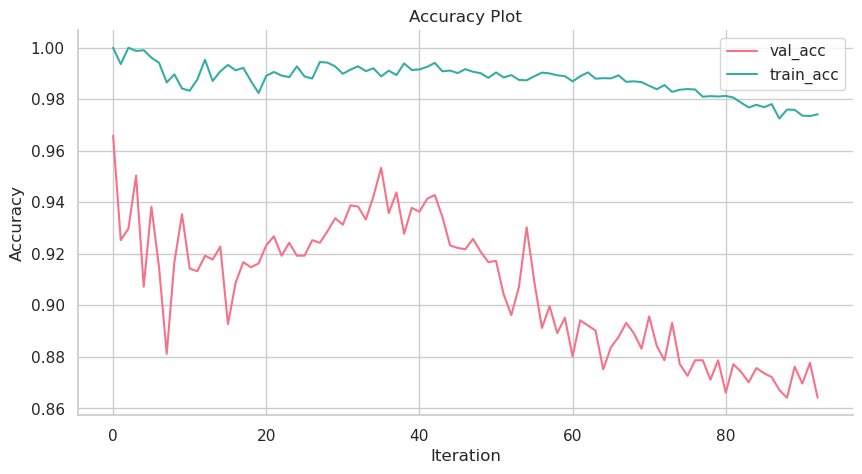 Accuracy Plot
val_acc
train_acc
1.00
0.98
0.96
0.94
0.92
0.90
0.88
0.86
Accuracy
0 20 40 60 80
Iteration